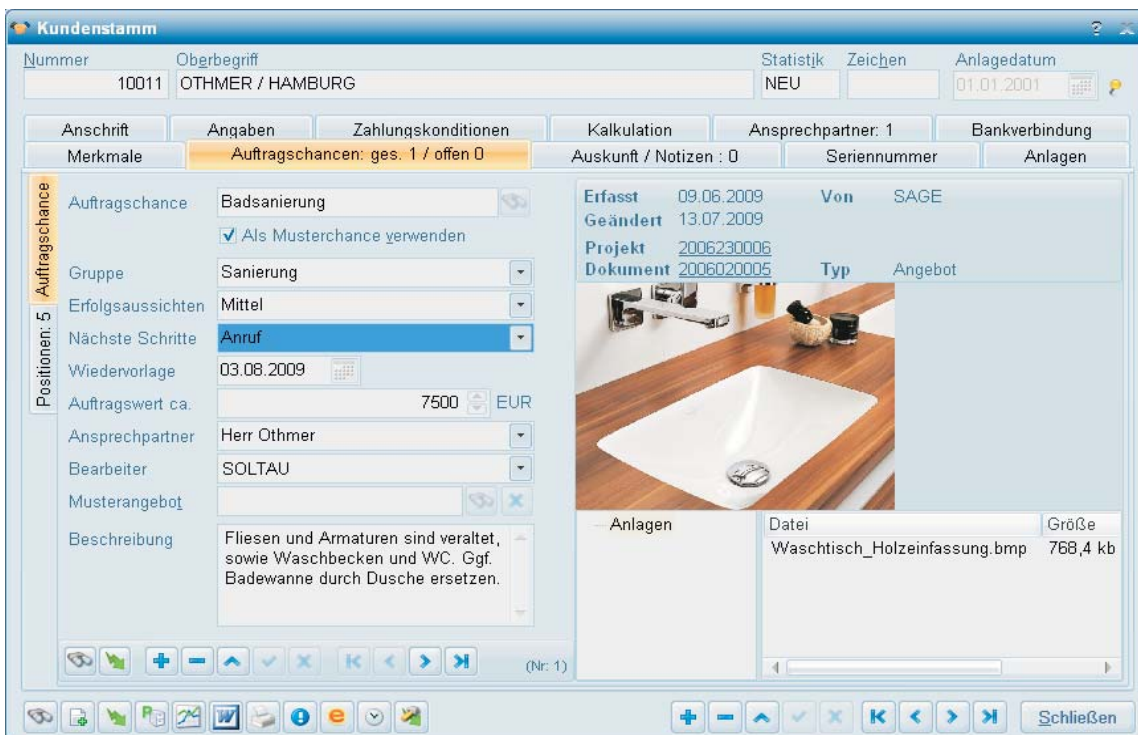 Kundenstamm
Nummer Oberbegriff Statistik Zeichen Anlagedatum
10011 OTHMER / HAMBURG NEU 01.01.2001
Anschrift Angaben Zahlungskonditionen Kalkulation Ansprechpartner: 1 Bankverbindung
Merkmale Auftragschancen: ges. 1 / offen 0 Auskunft / Notizen : 0 Seriennummer Anlagen
Auftragschance
Positionen: 5
Auftragschance Badsanierung
Als Musterchance verwenden
Gruppe Sanierung
Erfolgsaussichten Mittel
Nächste Schritte Anruf
Wiedervorlage 03.08.2009
Auftragswert ca. 7500 EUR
Ansprechpartner Herr Othmer
Bearbeiter SOLTAU
Musterangebot
Beschreibung Fliesen und Armaturen sind veraltet,
sowie Waschbecken und WC. Ggf.
Badewanne durch Dusche ersetzen.
(Nr: 1)
Erfasst 09.06.2009 Von SAGE
Geändert 13.07.2009
Projekt 2006230006
Dokument 2006020005 Typ Angebot
Anlagen Datei Größe
Waschtisch_Holzeinfassung.bmp 768,4 kb
Schließen